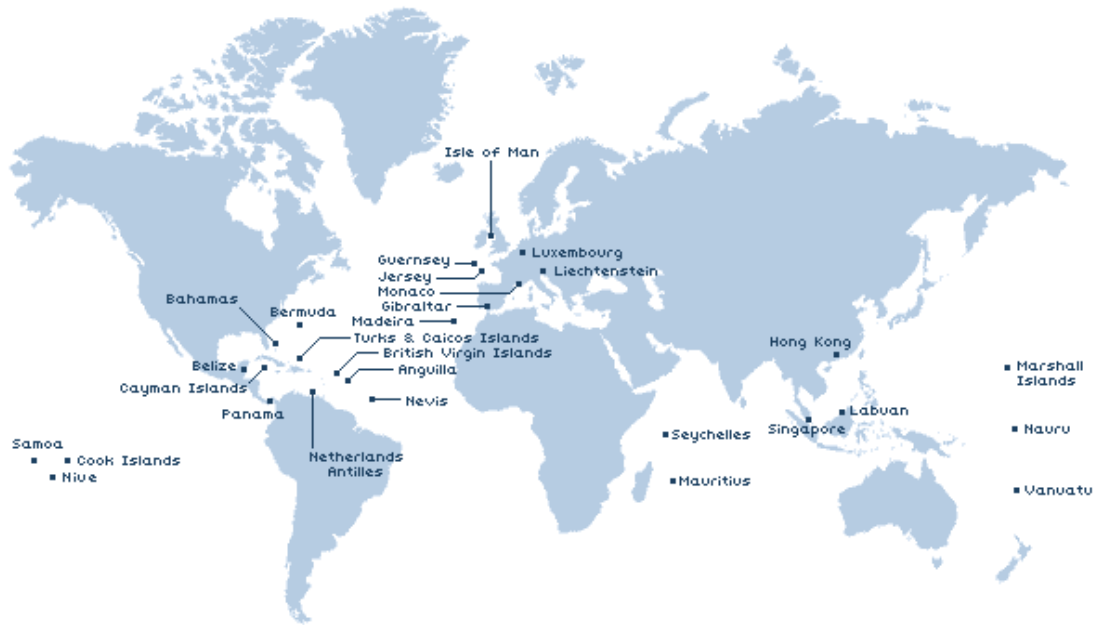 Isle of Man
Luxembourg
Guernsey
Liechtenstein
Jersey
Monaco
Bahamas
Gibraltar
Bermuda
Madeira
Turks & Caicos Islands
Hong Kong
British Virgin Islands
Belize
Anguilla
Marshall
Islands
Cayman Islands
Nevis
Panama
Labuan
Singapore
Nauru
Seychelles
Samoa
Netherlands
Antilles
Cook Islands
Niue
Mauritius
Vanuatu